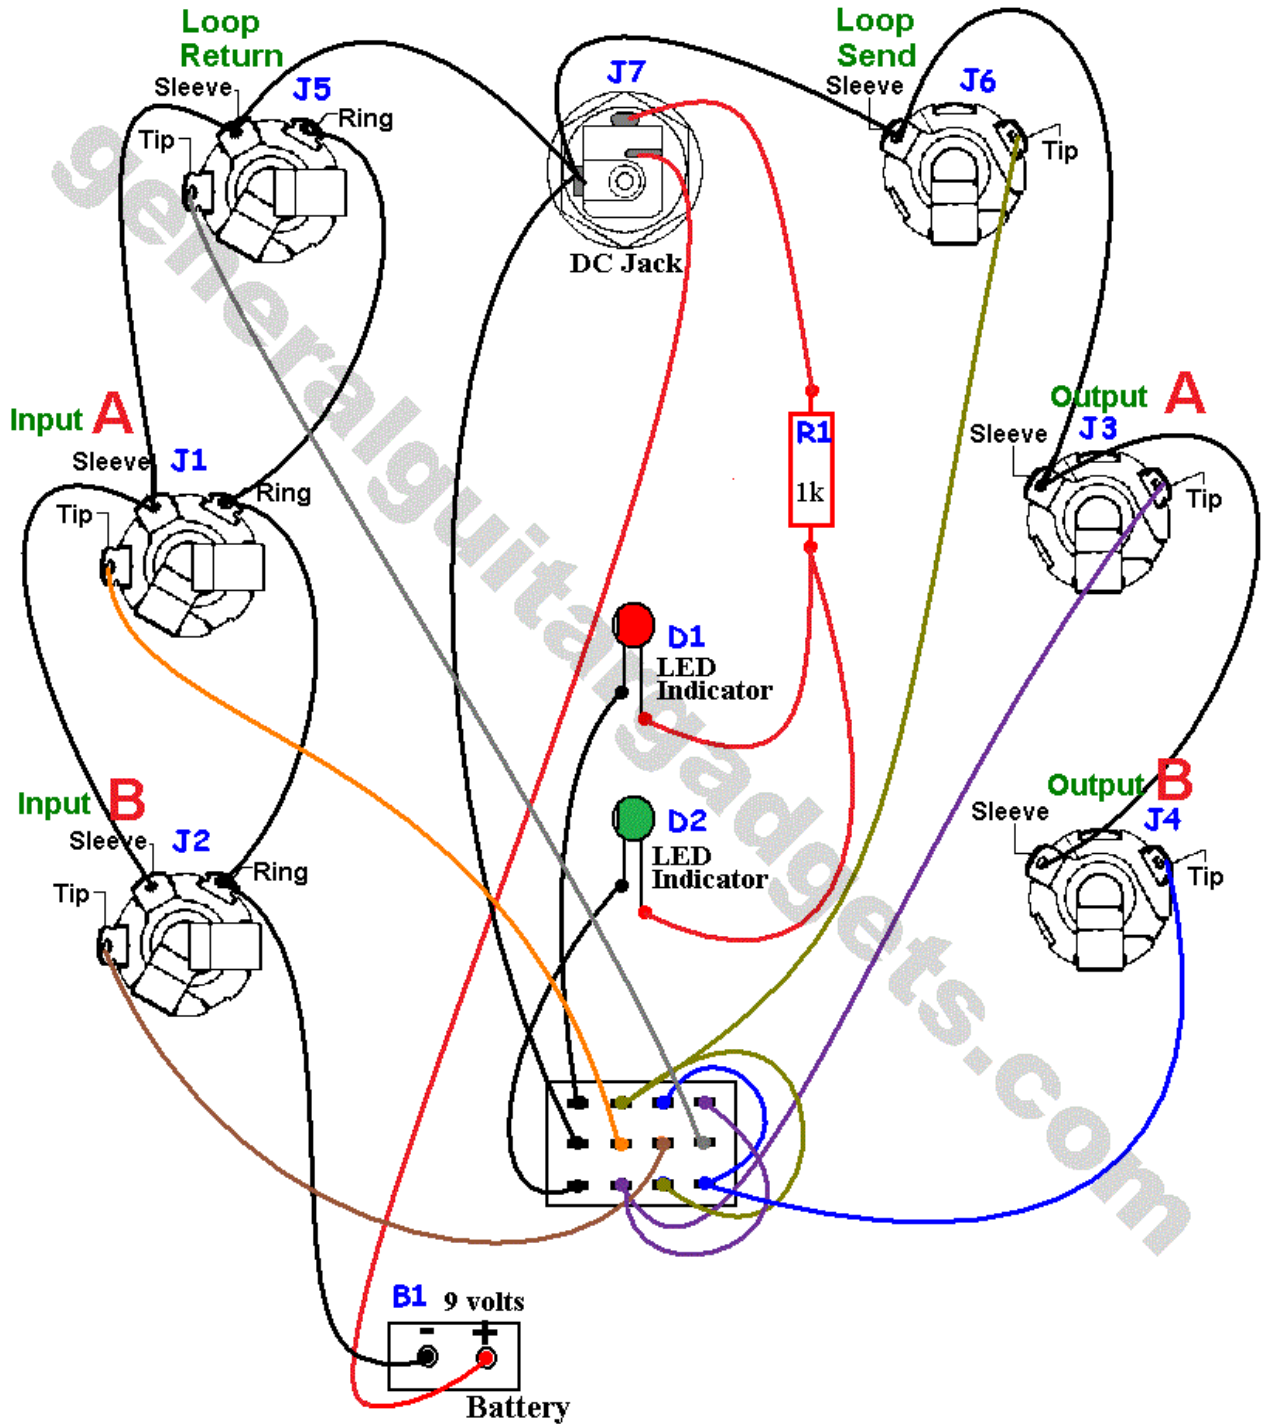 Loop
Return
Sleeve
J5
Ring
Tip
J7
DC Jack
Loop
Send
Sleeve
J6
Tip
Input A
Sleeve
J1
Ring
Tip
R1
1k
Output A
Sleeve
J3
Tip
D1
LED
Indicator
Input B
Sleeve
J2
Ring
Tip
D2
LED
Indicator
Output B
Sleeve
J4
Tip
B1 9 volts
- +
Battery
generalguitargadgets.com